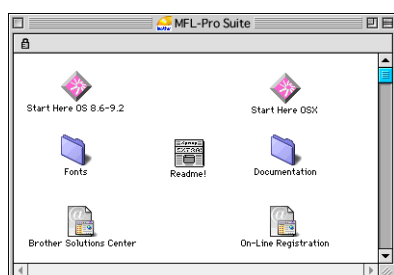 MFL-Pro Suite
Start Here OS 8.6-9.2
Start Here OSX
Fonts
Readme!
Documentation
Brother Solutions Center
On-Line Registration